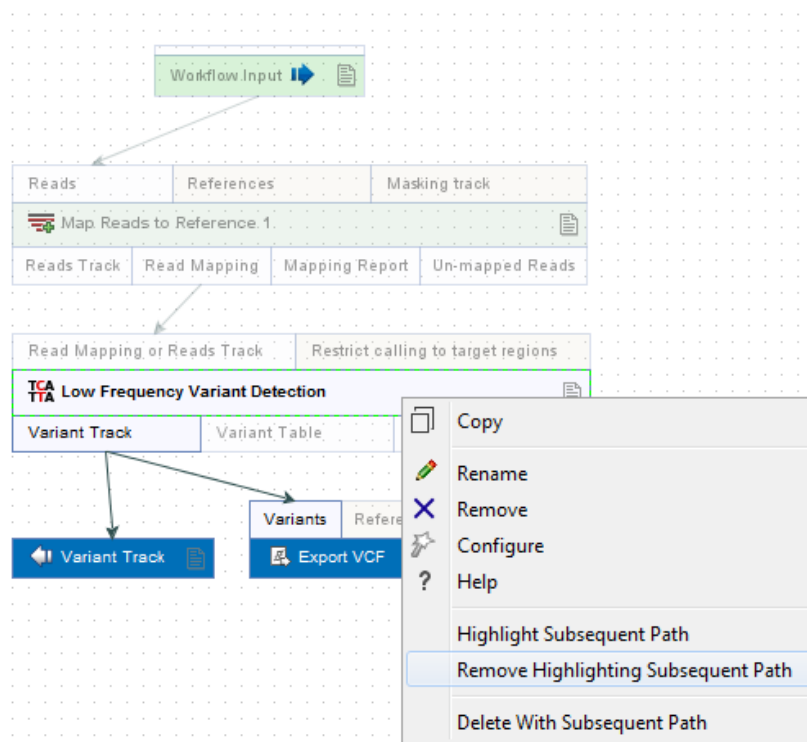 Workflow Input
Reads References Masking track
Map Reads to Reference 1
Reads Track Read Mapping Mapping Report Un-mapped Reads
Read Mapping or Reads Track Restrict calling to target regions
TCA
TTA Low Frequency Variant Detection
Variant Track Variant Table
Variants Refere
Variant Track Export VCF
Copy
Rename
Remove
Configure
? Help
Highlight Subsequent Path
Remove Highlighting Subsequent Path
Delete With Subsequent Path